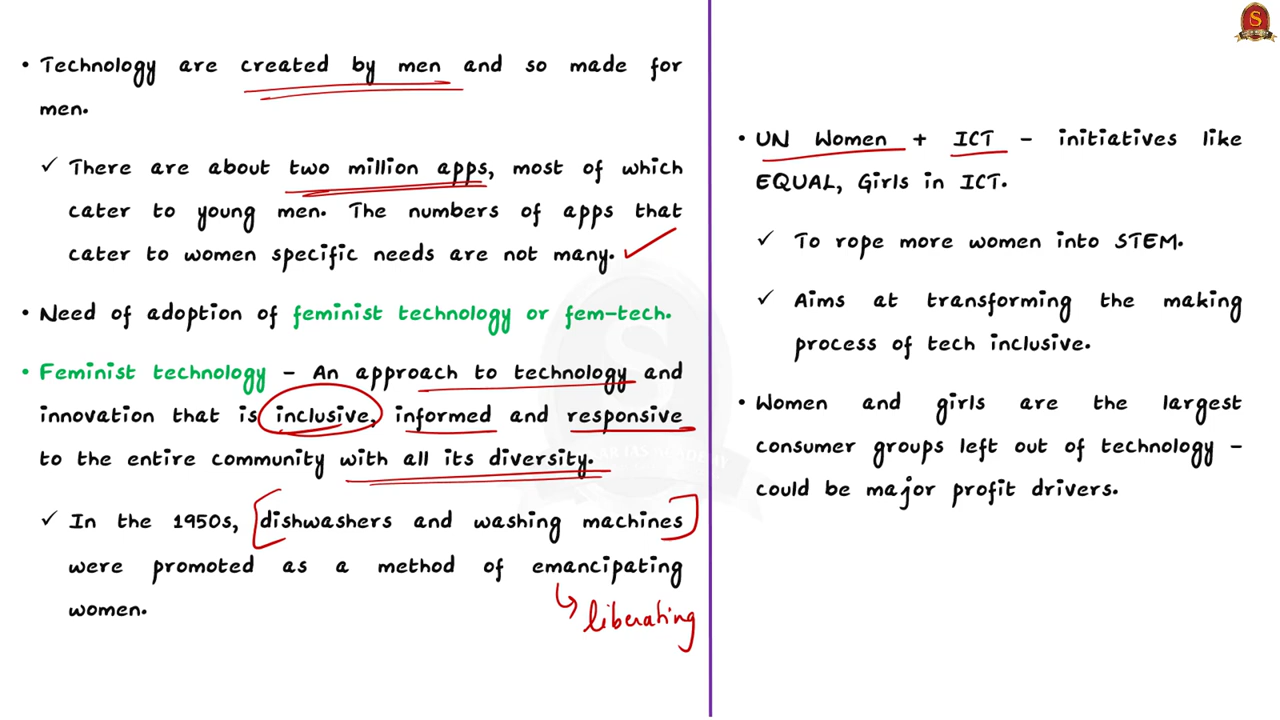 • Technology are created by men and so made for
men.
✓ There are about two million apps, most of which
cater to young men. The numbers of apps that
cater to women specific needs are not many.
• Need of adoption of feminist technology or fem-tech.
• Feminist technology – An approach to technology and
innovation that is inclusive, informed and responsive
to the entire community with all its diversity.
✓ In the 1950s, dishwashers and washing machines
were promoted as a method of emancipating
women.
liberating
• UN Women + ICT – initiatives like
EQUAL, Girls in ICT.
✓ To rope more women into STEM.
✓ Aims at transforming the making
process of tech inclusive.
• Women and girls are the largest
consumer groups left out of technology –
could be major profit drivers.